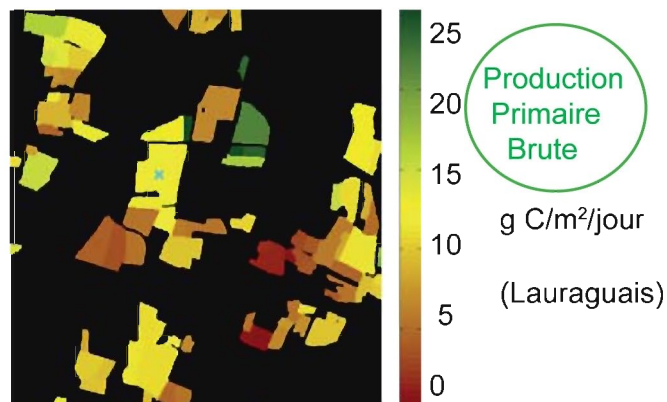 25
20
15
10
5
0
Production
Primaire
Brute
g C/m²/jour
(Lauraguais)